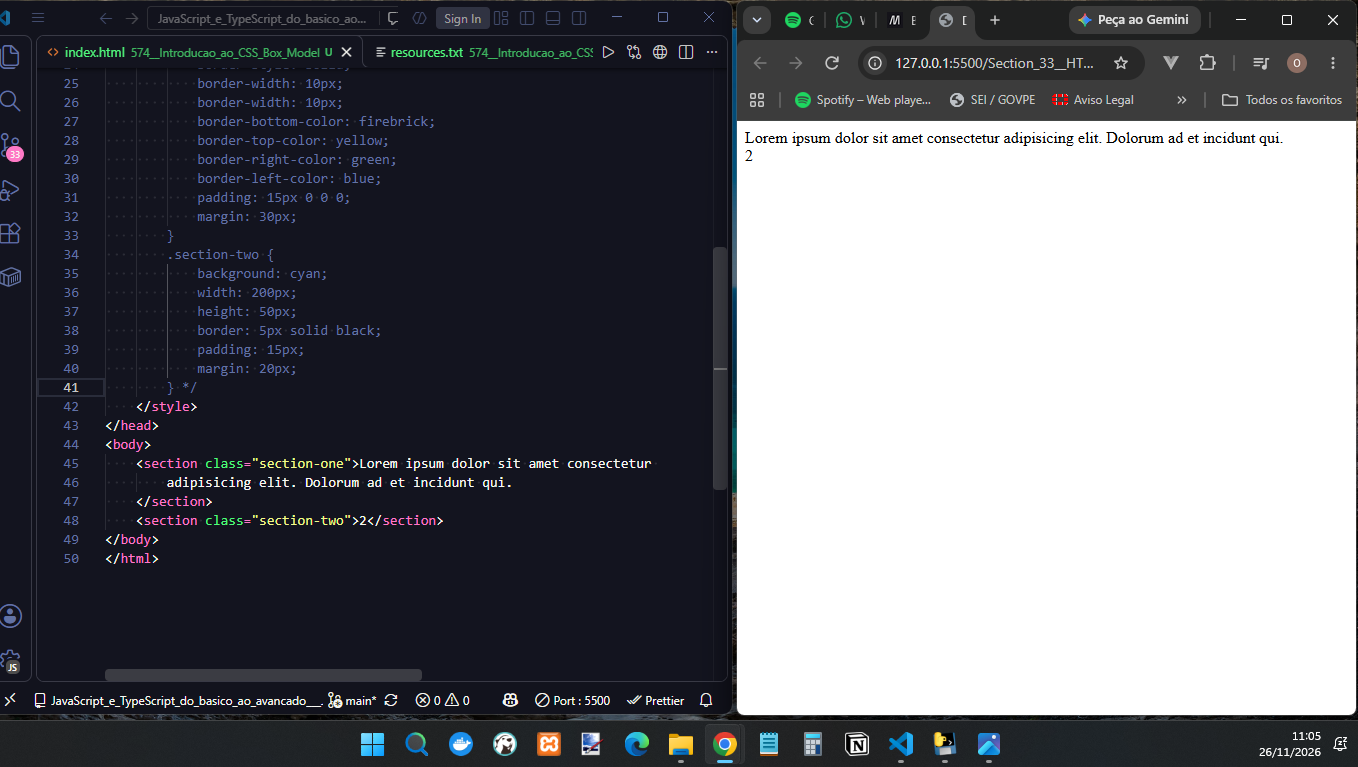 JavaScript_e_TypeScript_do_basico_ao...
Sign In
index.html 574__Introducao_ao_CSS_Box_Model U
resources.txt 574__Introducao_ao_CSS
25 border-width: 10px;
26 border-width: 10px;
27 border-bottom-color: firebrick;
28 border-top-color: yellow;
29 border-right-color: green;
30 border-left-color: blue;
31 padding: 15px 0 0 0;
32 margin: 30px;
33 }
34 .section-two {
35 background: cyan;
36 width: 200px;
37 height: 50px;
38 border: 5px solid black;
39 padding: 15px;
40 margin: 20px;
41 } */
42 </style>
43 </head>
44 <body>
45 <section class="section-one">Lorem ipsum dolor sit amet consectetur
46 adipisicing elit. Dolorum ad et incidunt qui.
47 </section>
48 <section class="section-two">2</section>
49 </body>
50 </html>
33
JS
JavaScript_e_TypeScript_do_basico_ao_avancado__.
main*
0 0
Port : 5500
Prettier
Peça ao Gemini
127.0.0.1:5500/Section_33__HT...
O
Spotify – Web playe...
SEI / GOVPE
Aviso Legal
»
Todos os favoritos
Lorem ipsum dolor sit amet consectetur adipisicing elit. Dolorum ad et incidunt qui.
2
11:05
26/11/2026